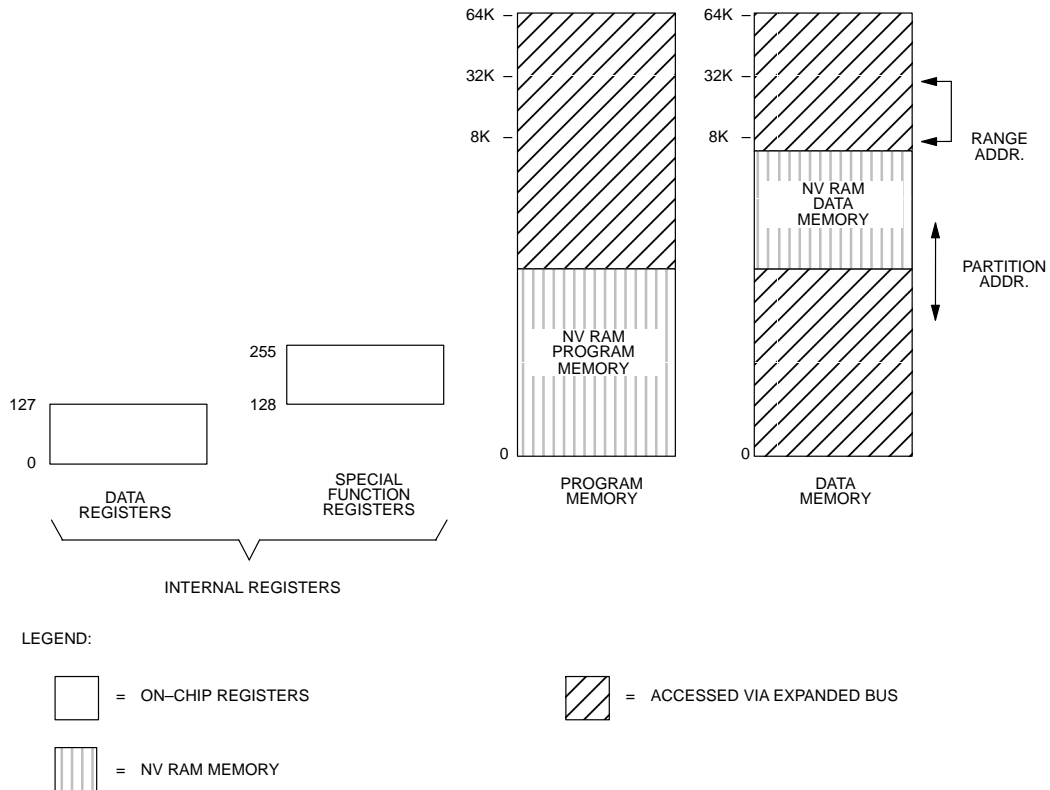 64K –
32K –
8K –
0
64K –
32K –
8K –
0
RANGE
ADDR.
NV RAM
DATA
MEMORY
PARTITION
ADDR.
NV RAM
PROGRAM
MEMORY
255
128
127
0
DATA
REGISTERS
SPECIAL
FUNCTION
REGISTERS
PROGRAM
MEMORY
DATA
MEMORY
INTERNAL REGISTERS
LEGEND:
= ON–CHIP REGISTERS
= ACCESSED VIA EXPANDED BUS
= NV RAM MEMORY